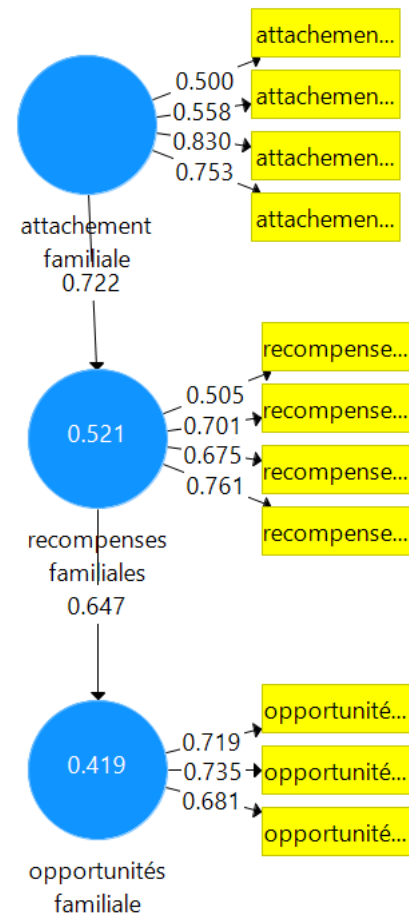 attachemen...
0.500
attachemen...
0.558
0.830
attachemen...
0.753
attachemen...
attachement
familiale
0.722
recompense...
0.505
recompense...
0.701
0.521
0.675
recompense...
0.761
recompense...
recompenses
familiales
0.647
opportunité...
0.719
0.419
0.735
opportunité...
0.681
opportunité...
opportunités
familiale